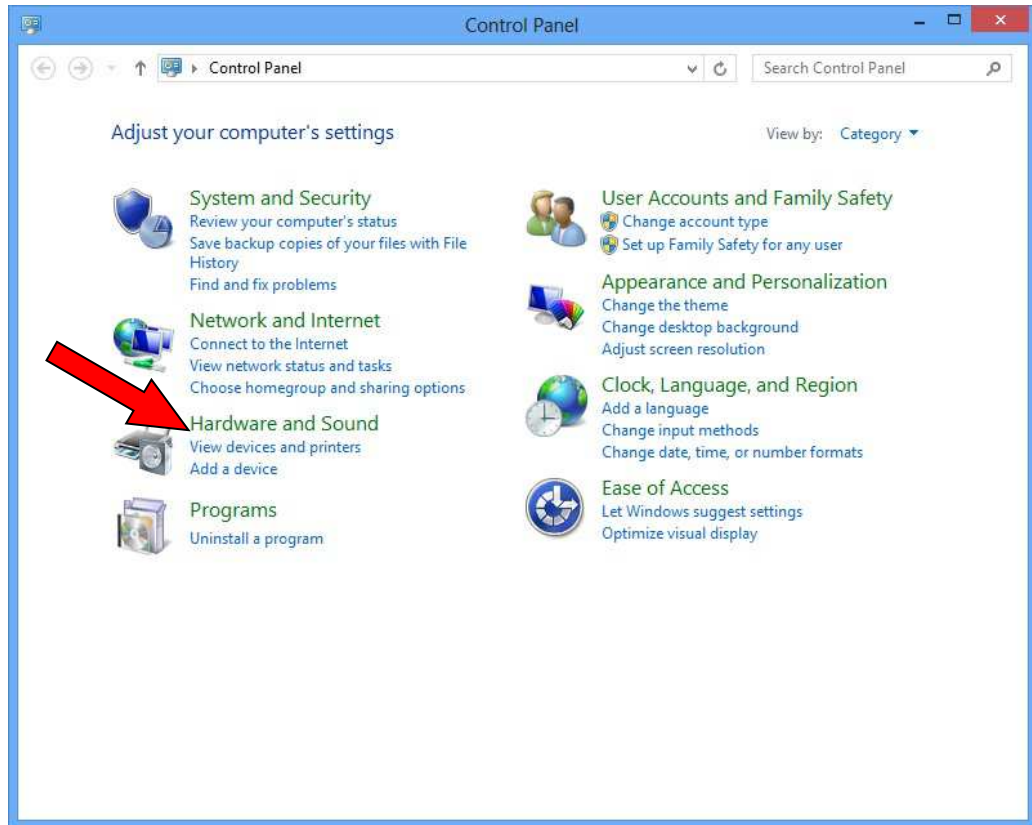 Control Panel
Control Panel
Search Control Panel
Adjust your computer's settings
View by: Category
System and Security
Review your computer's status
Save backup copies of your files with File
History
Find and fix problems
Network and Internet
Connect to the Internet
View network status and tasks
Choose homegroup and sharing options
Hardware and Sound
View devices and printers
Add a device
Programs
Uninstall a program
User Accounts and Family Safety
Change account type
Set up Family Safety for any user
Appearance and Personalization
Change the theme
Change desktop background
Adjust screen resolution
Clock, Language, and Region
Add a language
Change input methods
Change date, time, or number formats
Ease of Access
Let Windows suggest settings
Optimize visual display